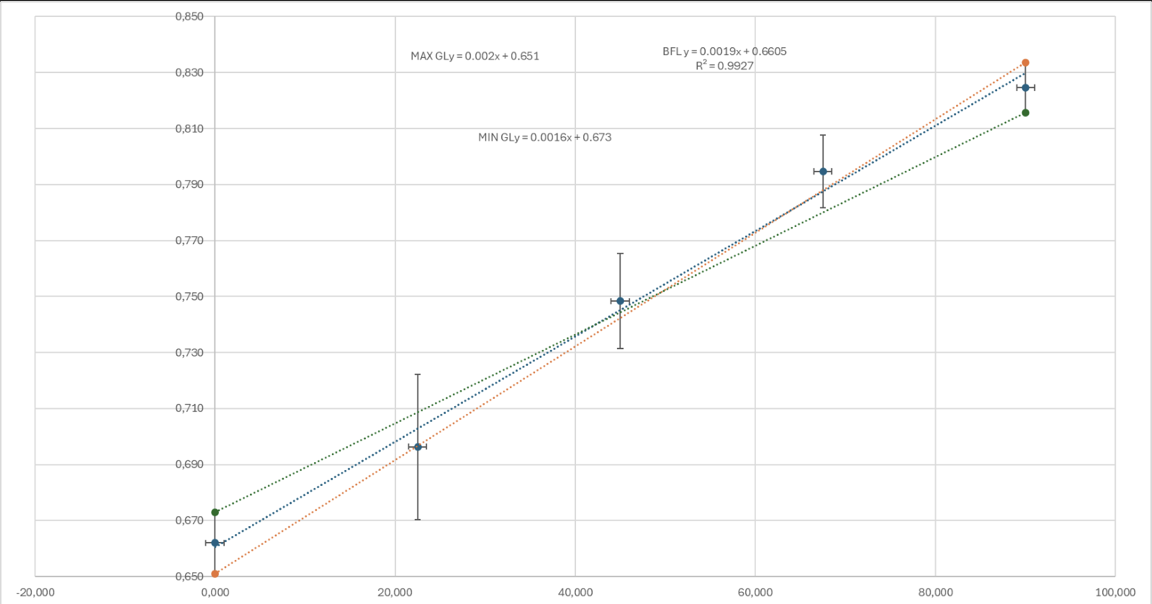 0,850
MAX GLy = 0.002x + 0.651
BFL y = 0.0019x + 0.6605
R² = 0.9927
0,830
0,810
MIN GLy = 0.0016x + 0.673
0,790
0,770
0,750
0,730
0,710
0,690
0,670
0,650
-20,000 0,000 20,000 40,000 60,000 80,000 100,000